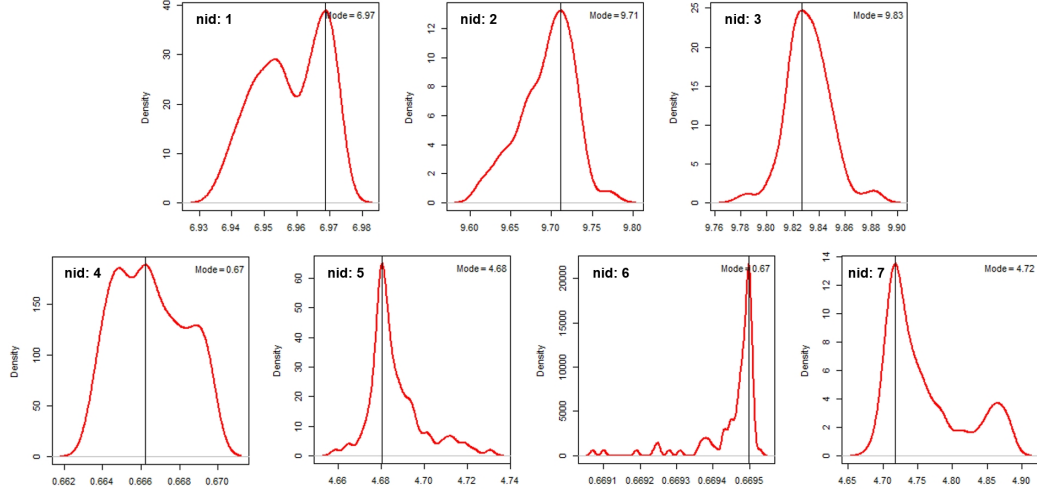 nid: 1
Mode = 6.97
Density
0 10 20 30 40
6.93 6.94 6.95 6.96 6.97 6.98
nid: 2
Mode = 9.71
Density
0 2 4 6 8 10 12
9.60 9.65 9.70 9.75 9.80
nid: 3
Mode = 9.83
Density
0 5 10 15 20 25
9.76 9.78 9.80 9.82 9.84 9.86 9.88 9.90
nid: 4
Mode = 0.67
Density
0 50 100 150
0.662 0.664 0.666 0.668 0.670
nid: 5
Mode = 4.68
Density
0 10 20 30 40 50 60
4.66 4.68 4.70 4.72 4.74
nid: 6
Mode = 0.67
Density
0 5000 10000 15000 20000
0.6691 0.6692 0.6693 0.6694 0.6695
nid: 7
Mode = 4.72
Density
0 2 4 6 8 10 12 14
4.65 4.70 4.75 4.80 4.85 4.90